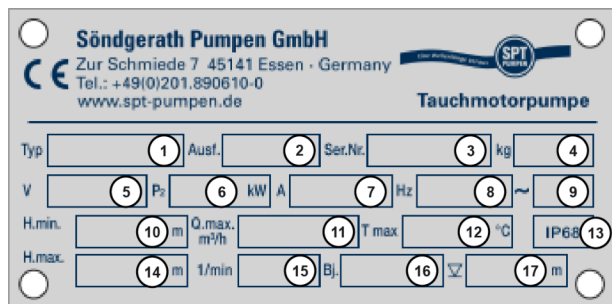 Söndgerath Pumpen GmbH
Zur Schmiede 7 45141 Essen · Germany
Tel.: +49(0)201.890610-0
www.spt-pumpen.de
SPT
PUMPEN
Tauchmotorpumpe
Typ 1 Ausf. 2 Ser.Nr. 3 kg 4
V 5 P2 6 kW A 7 Hz 8 ~ 9
H.min. 10 m Q.max. m³/h 11 T max 12 °C IP68 13
H.max. 14 m 1/min 15 Bj. 16 17 m